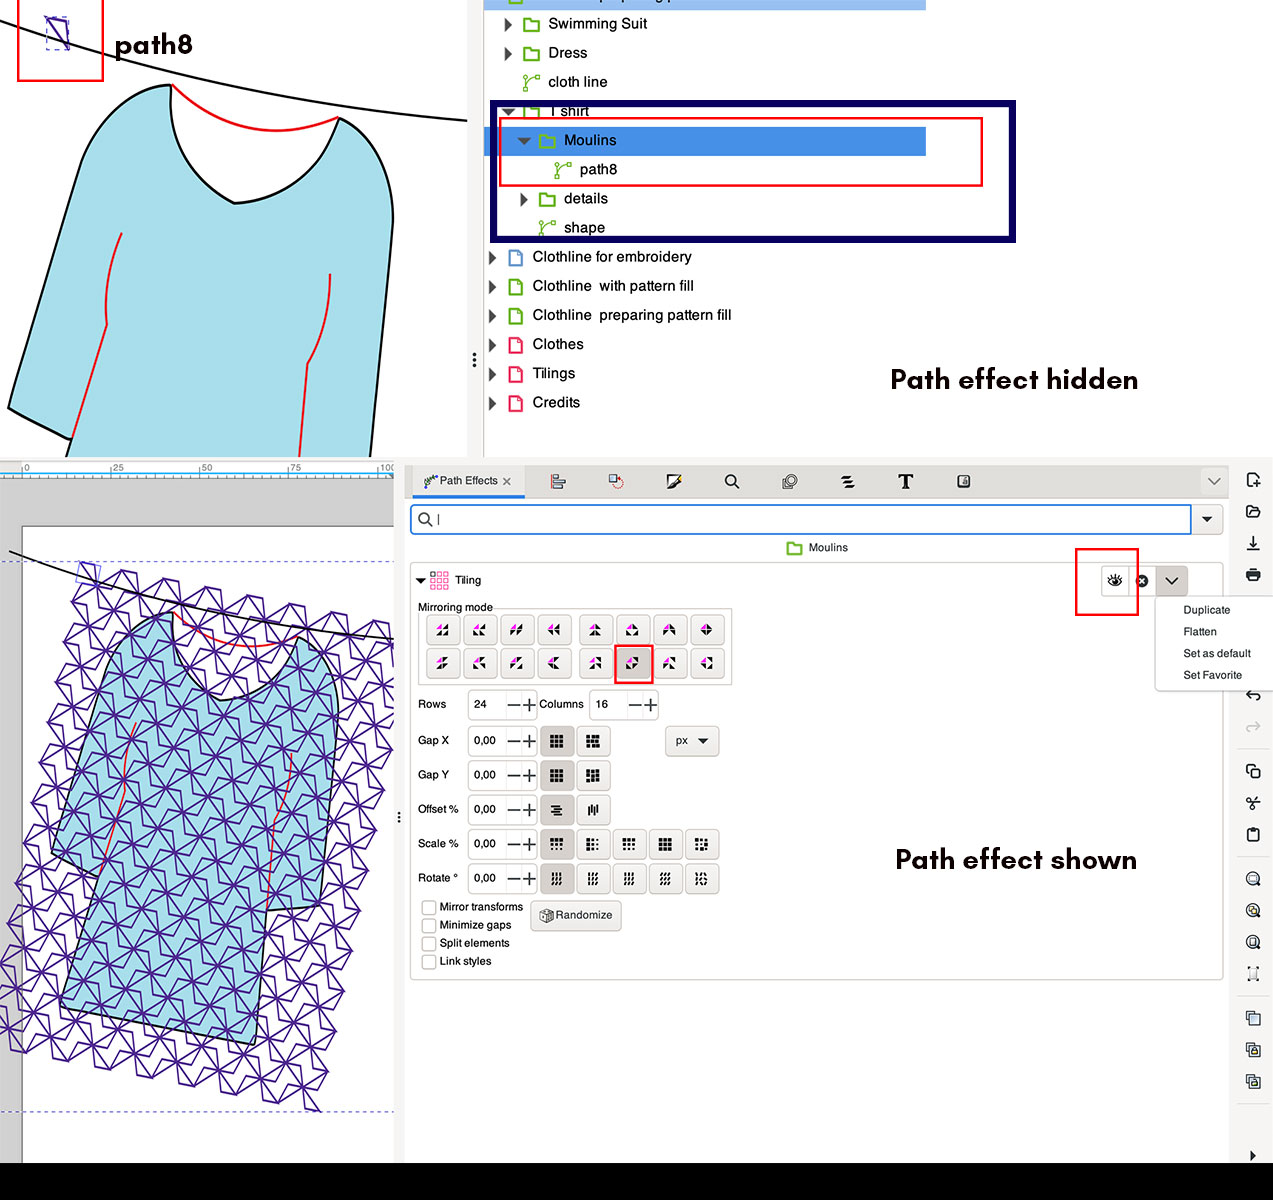 path8
Swimming Suit
Dress
cloth line
T shirt
Moulins
path8
details
shape
Clothline for embroidery
Clothline with pattern fill
Clothline preparing pattern fill
Clothes
Tilings
Credits
Path effect hidden
0 25 50 75 100
Path Effects
Moulins
Tiling
Duplicate
Flatten
Set as default
Set Favorite
Mirroring mode
Rows 24 Columns 16
Gap X 0,00 px
Gap Y 0,00
Offset % 0,00
Scale % 0,00
Rotate ° 0,00
Mirror transforms
Minimize gaps
Split elements
Link styles
Randomize
Path effect shown